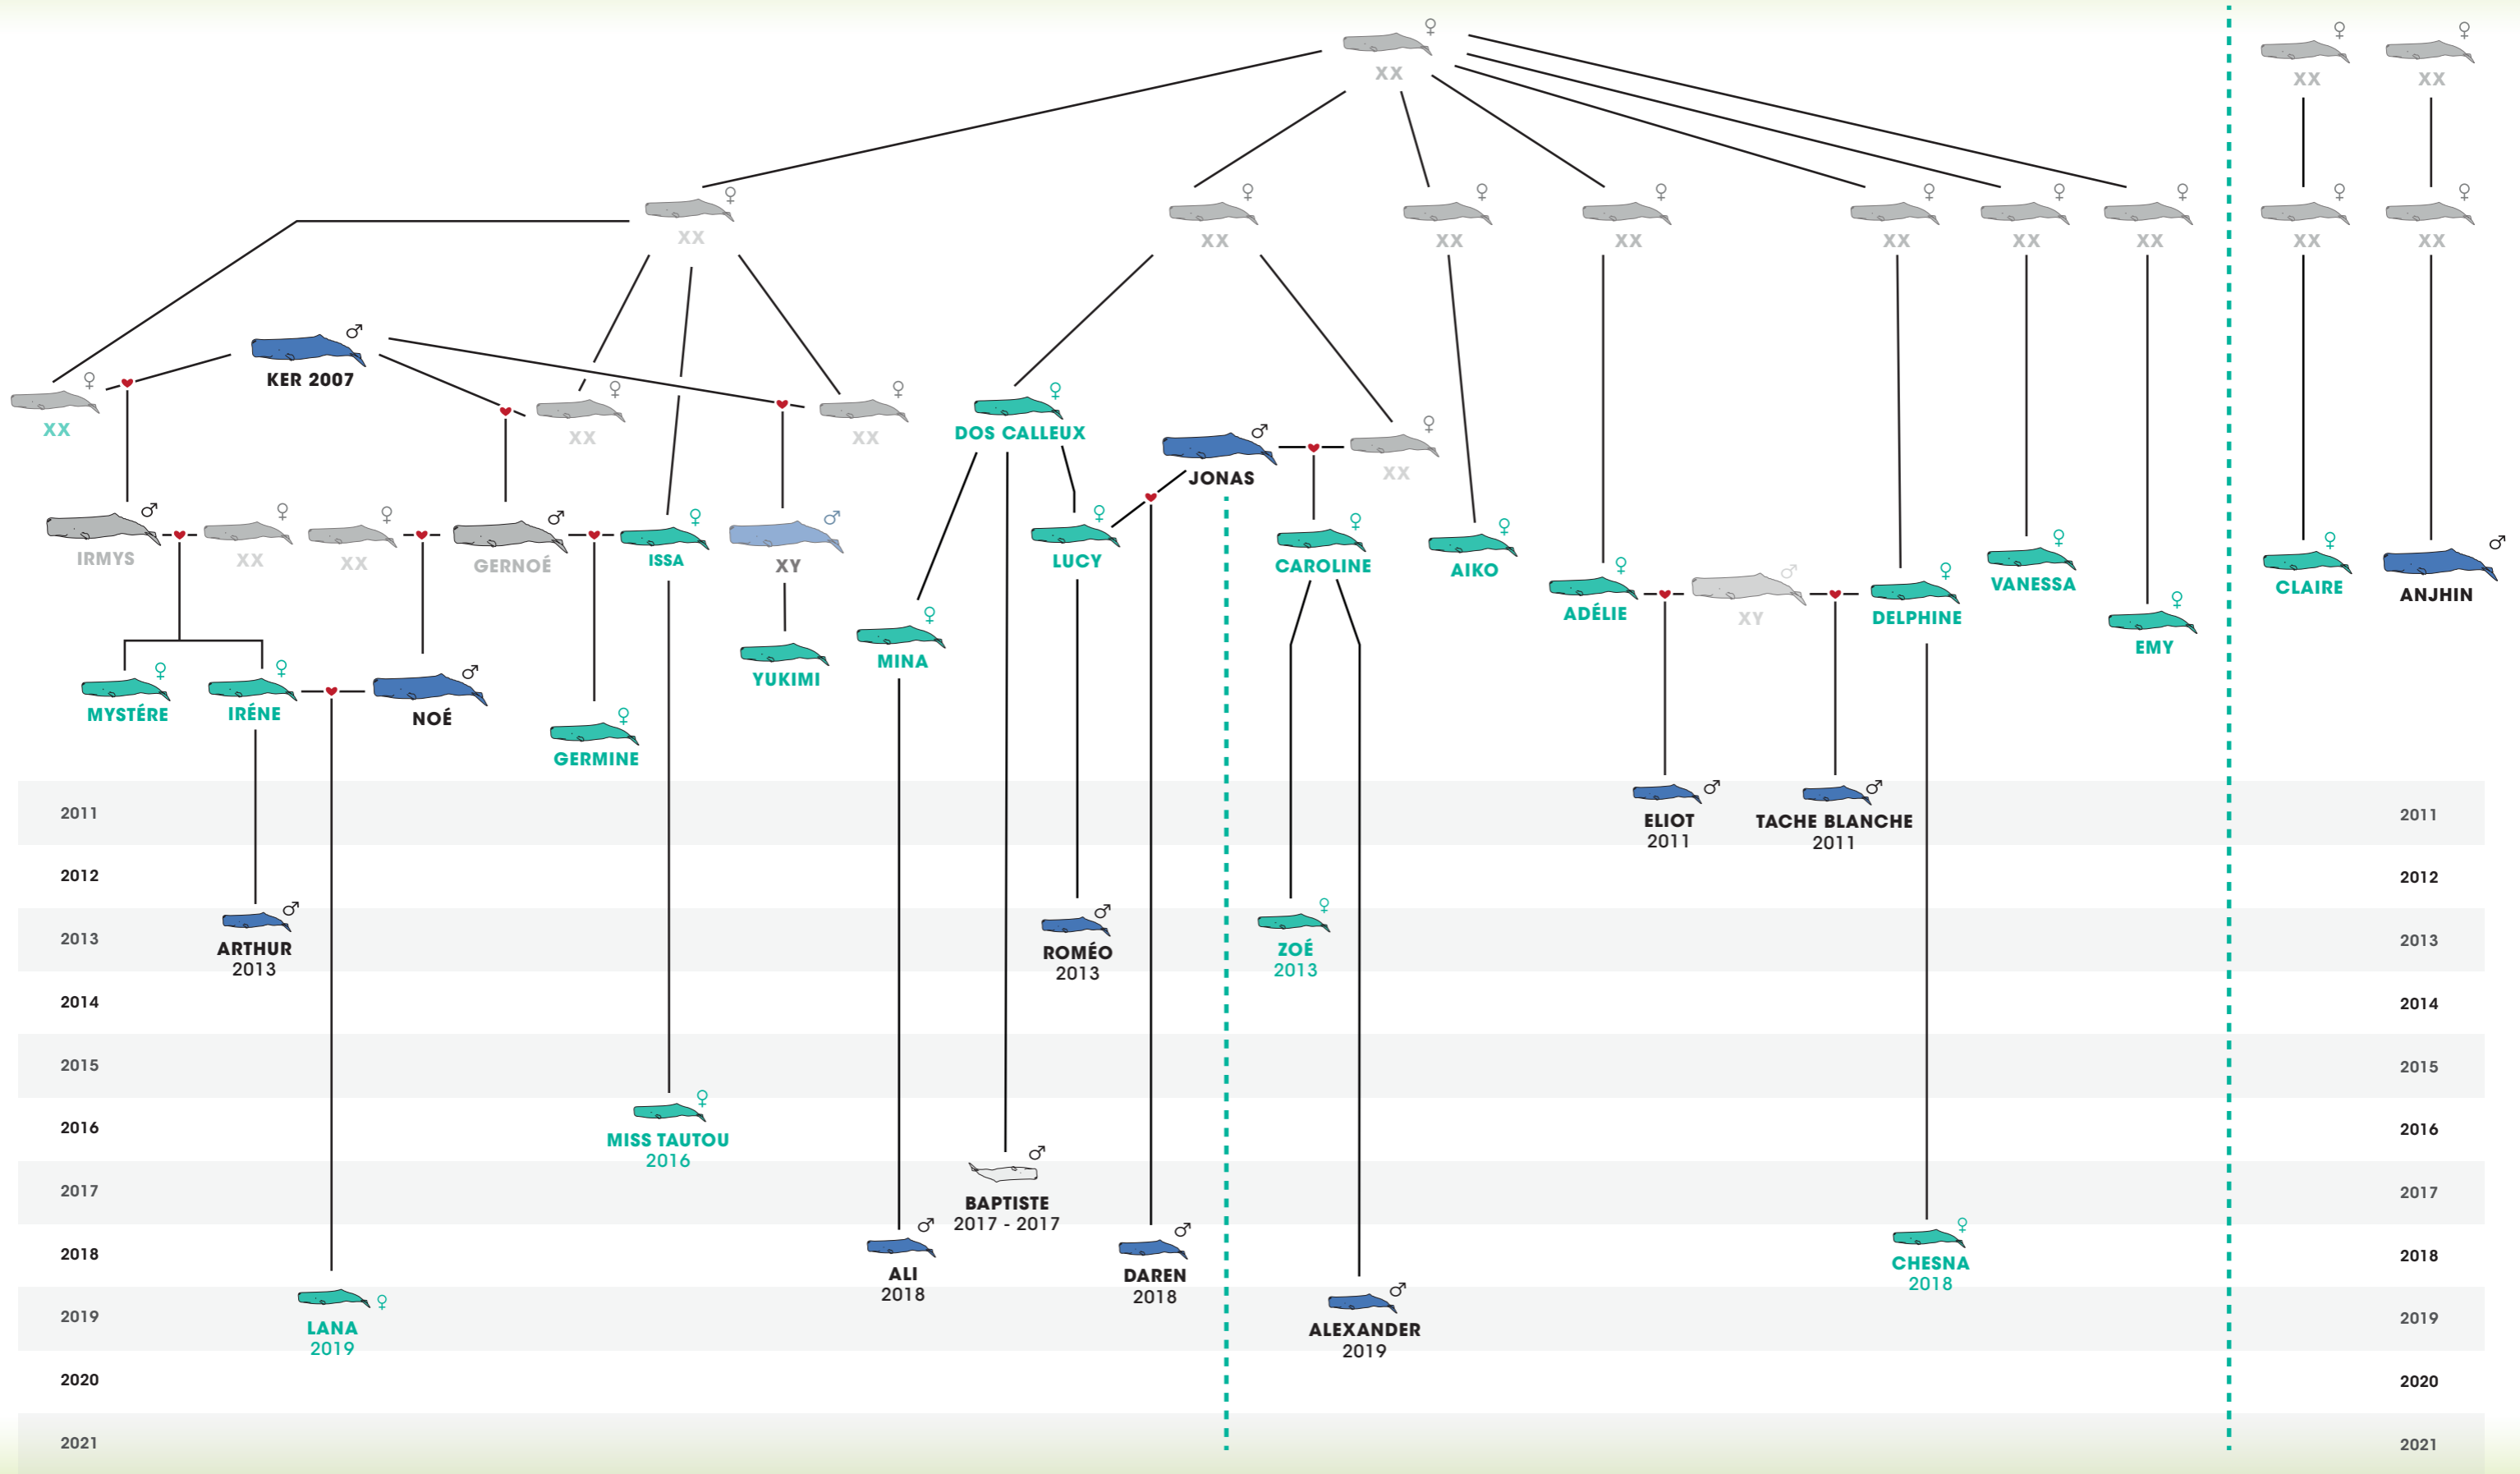 XX
XX
XX
XX
XX
XX
XX
XX
XX
XX
XX
XX
KER 2007
XX
XX
XX
DOS CALLEUX
JONAS
XX
IRMYS
XX
XX
GERNOÉ
ISSA
XY
LUCY
CAROLINE
AIKO
ADÉLIE
XY
DELPHINE
VANESSA
EMY
CLAIRE
ANJHIN
MYSTÉRE
IRÉNE
NOÉ
GERMINE
YUKIMI
MINA
2011
ELIOT
2011
TACHE BLANCHE
2011
2011
2012
2012
2013
ARTHUR
2013
ROMÉO
2013
ZOÉ
2013
2013
2014
2014
2015
2015
2016
MISS TAUTOU
2016
2016
2017
BAPTISTE
2017 - 2017
2017
2018
ALI
2018
DAREN
2018
CHESNA
2018
2018
2019
LANA
2019
ALEXANDER
2019
2019
2020
2020
2021
2021